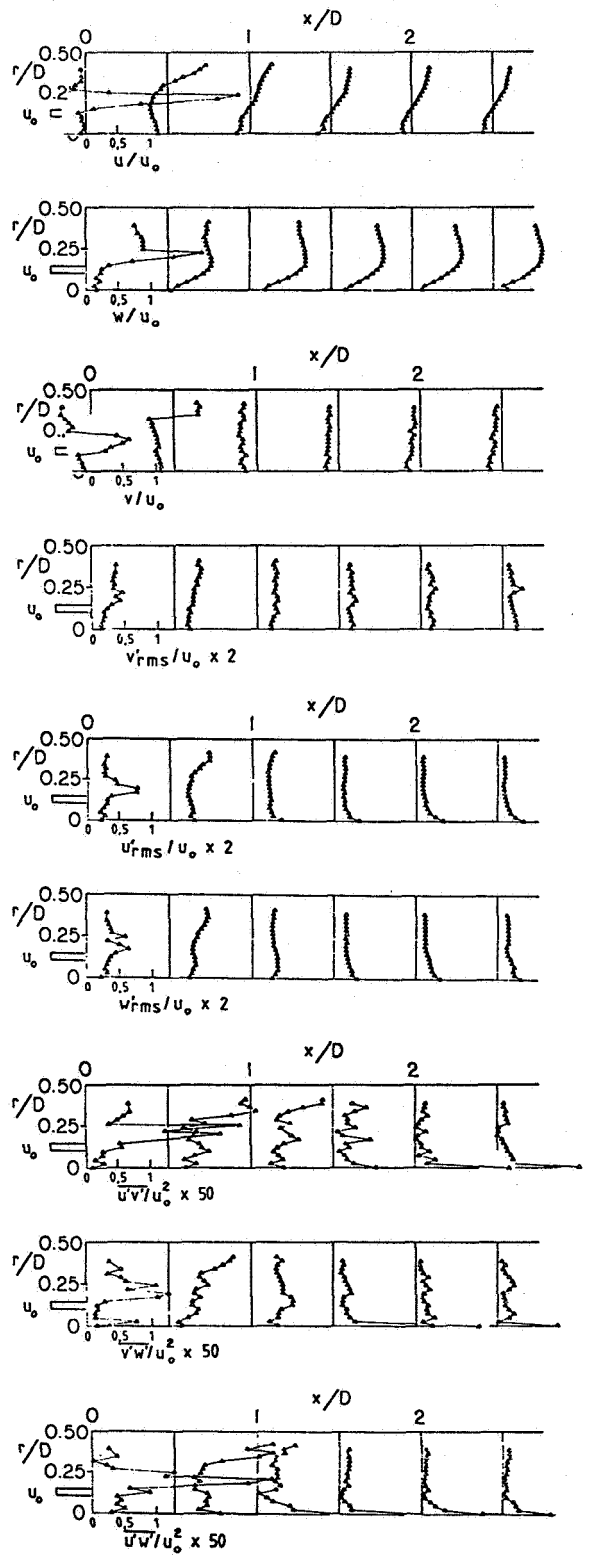 x/D
0 1 2
0.50
r/D
0.2
u₀
0 0,5 1
u/u₀
0.50
r/D
0.25
u₀
0
0 0,5 1
w/u₀
x/D
0 1 2
0.50
r/D
0..
u₀
0 0,5 1
v/u₀
0.50
r/D
0.25
u₀
0
0 0,5 1
v'rms/u₀ x 2
x/D
0 1 2
0.50
r/D
0.25
u₀
0
0 0,5 1
u'rms/u₀ x 2
0.50
r/D
0.25
u₀
0
0 0,5 1
w'rms/u₀ x 2
x/D
0 1 2
0.50
r/D
0.25
u₀
0
0 0,5 1
u'v'/u₀² x 50
0.50
r/D
0.25
u₀
0
0 0,5 1
v'w'/u₀² x 50
x/D
0 1 2
0.50
r/D
0.25
u₀
0
0 0,5 1
u'w'/u₀² x 50